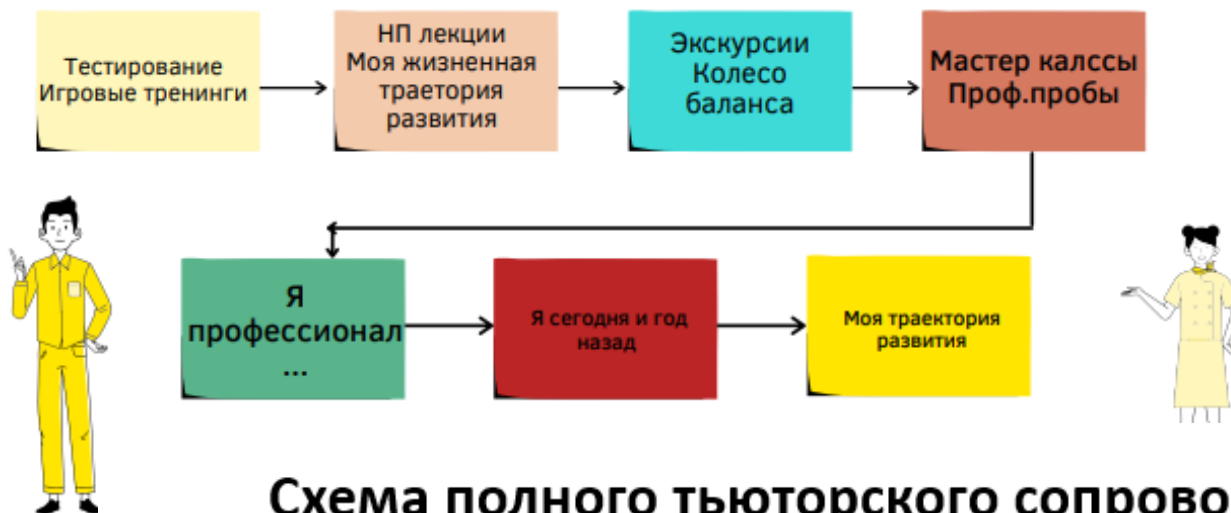 Тестирование
Игровые тренинги
НП лекции
Моя жизненная
траетория
развития
Экскурсии
Колесо
баланса
Мастер калссы
Проф.пробы
Я
профессионал
...
Я сегодня и год
назад
Моя траектория
развития
Схема полного тьюторского сопрово